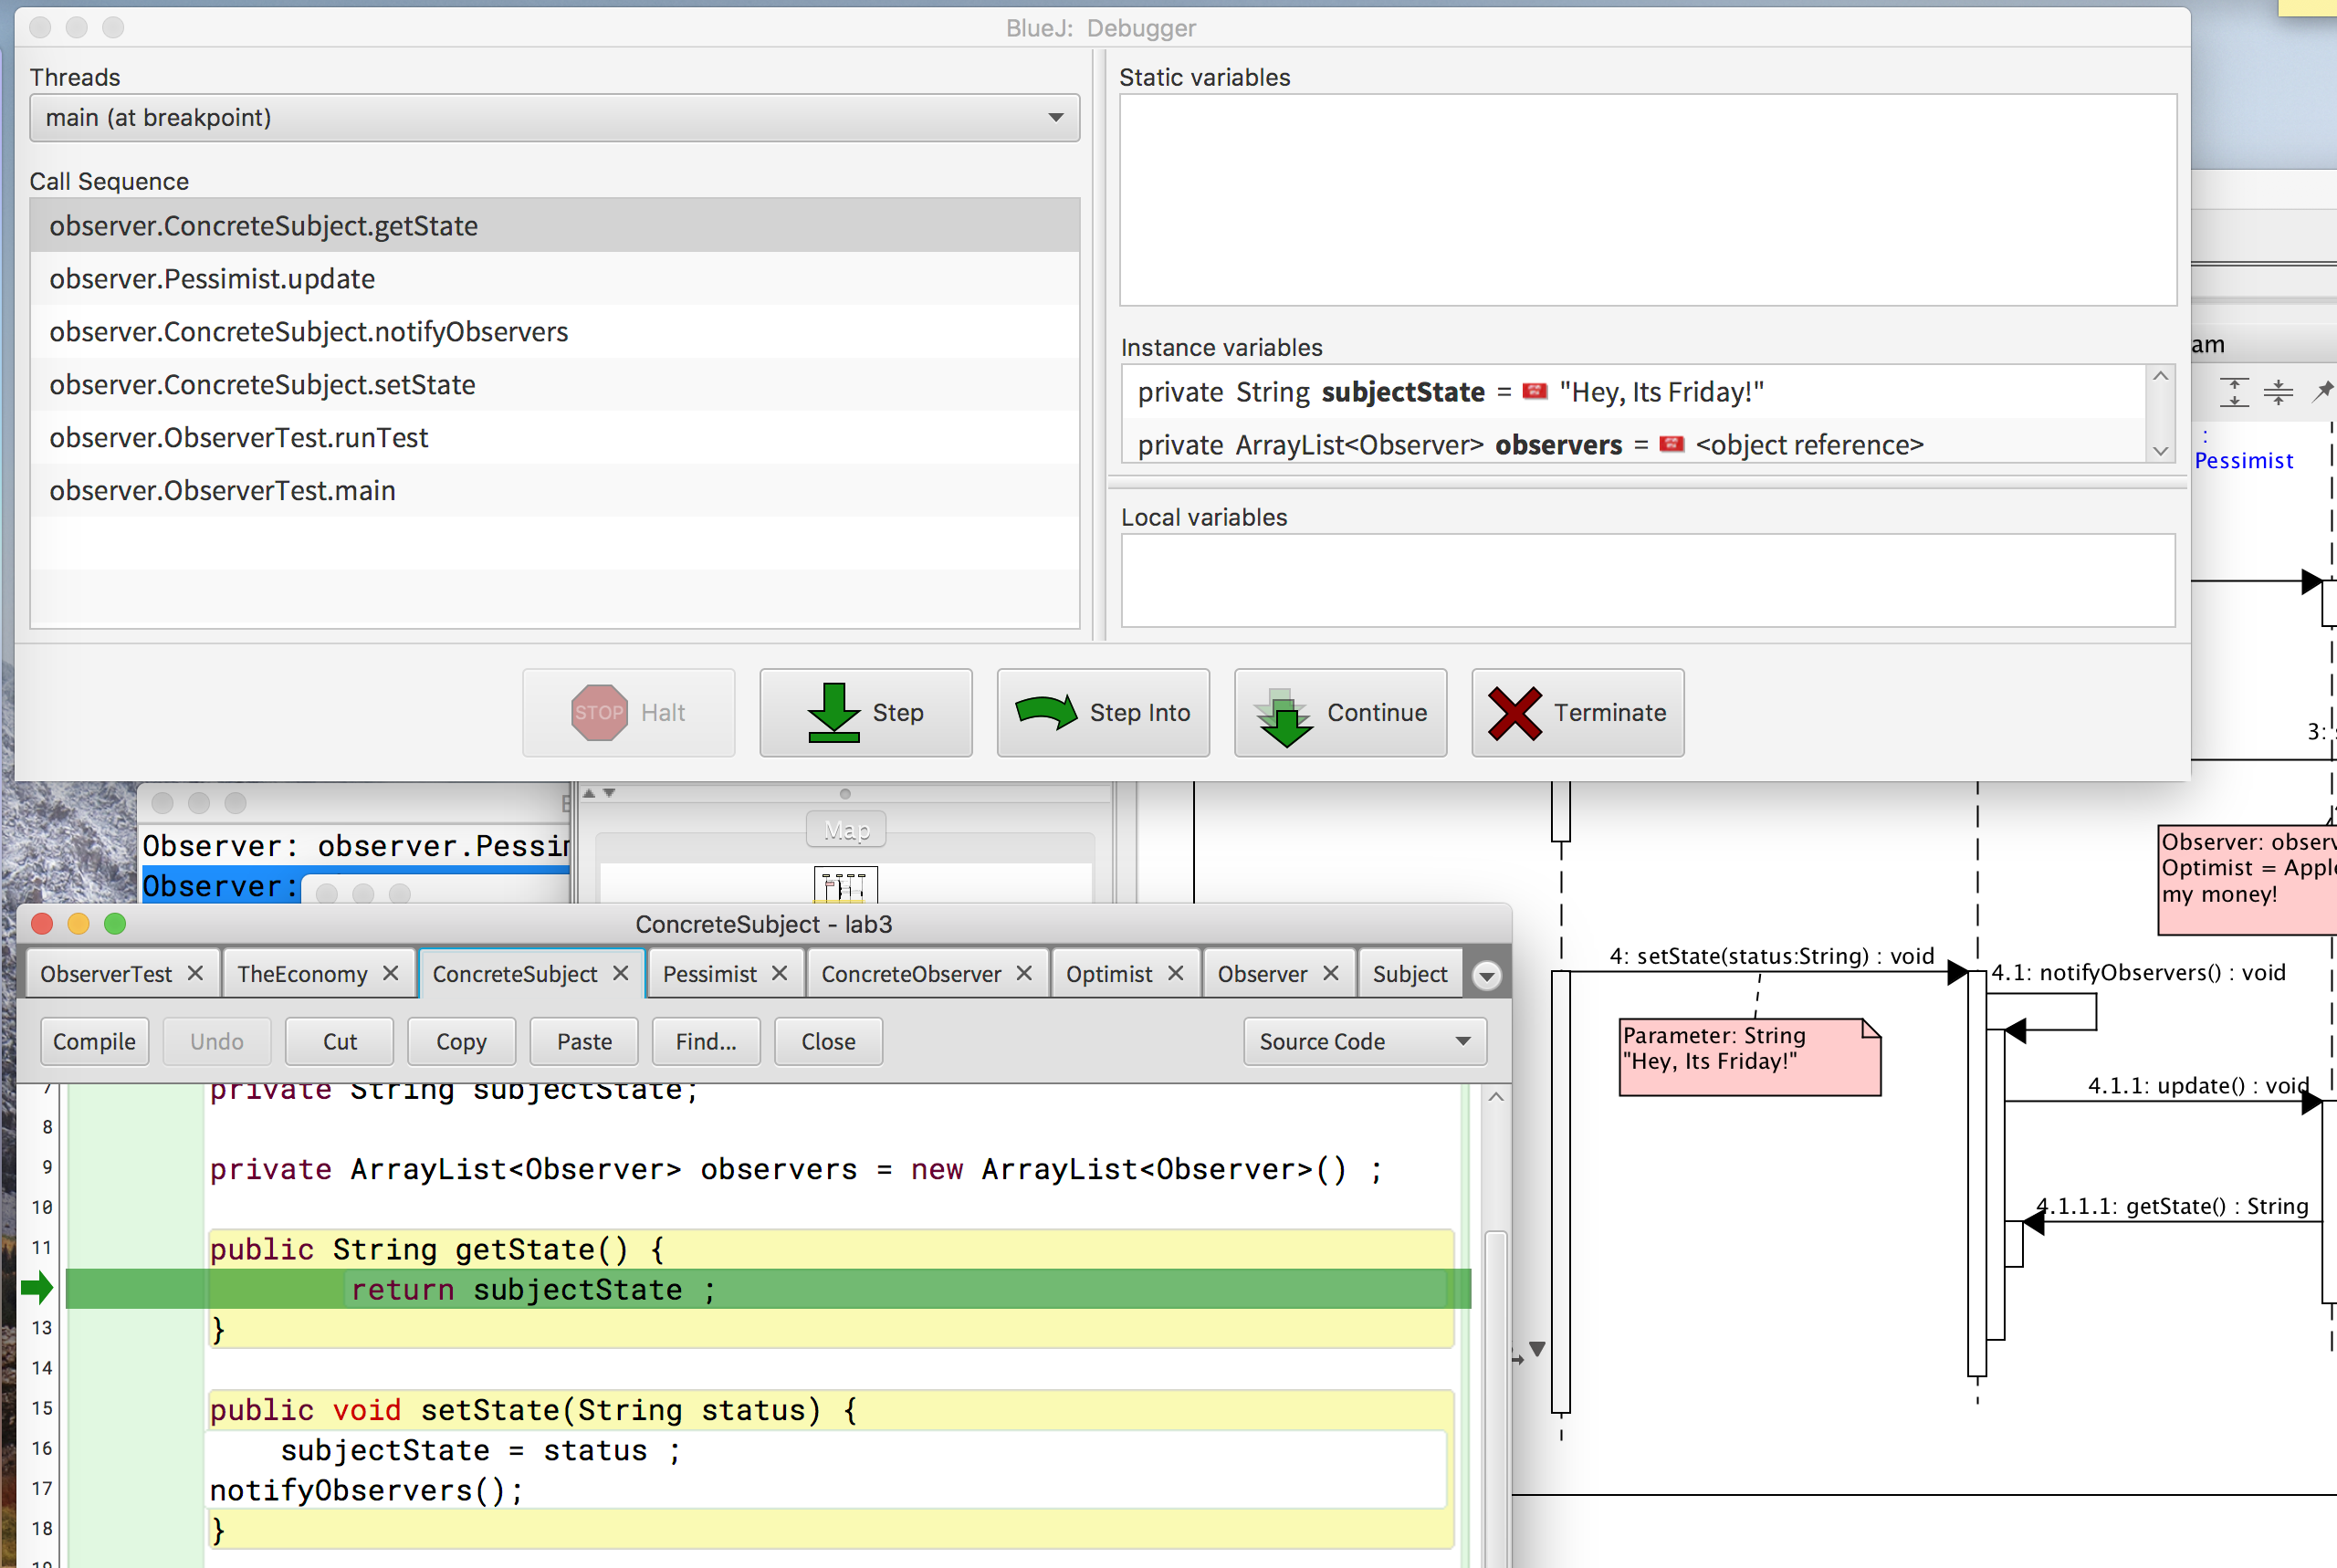 BlueJ: Debugger
Threads
main (at breakpoint)
Call Sequence
observer.ConcreteSubject.getState
observer.Pessimist.update
observer.ConcreteSubject.notifyObservers
observer.ConcreteSubject.setState
observer.ObserverTest.runTest
observer.ObserverTest.main
Static variables
Instance variables
private String subjectState = "Hey, Its Friday!"
private ArrayList<Observer> observers = <object reference>
Local variables
STOP Halt
Step
Step Into
Continue
Terminate
am
:
Pessimist
3:
Observer: observer.Pessim
Observer:
Map
Observer: observ
Optimist = Apple
my money!
4: setState(status:String) : void
4.1: notifyObservers() : void
Parameter: String
"Hey, Its Friday!"
4.1.1: update() : void
4.1.1.1: getState() : String
ConcreteSubject - lab3
ObserverTest
TheEconomy
ConcreteSubject
Pessimist
ConcreteObserver
Optimist
Observer
Subject
Compile
Undo
Cut
Copy
Paste
Find...
Close
Source Code
7 private String subjectState;
8
9 private ArrayList<Observer> observers = new ArrayList<Observer>() ;
10
11 public String getState() {
return subjectState ;
13 }
14
15 public void setState(String status) {
16 subjectState = status ;
17 notifyObservers();
18 }
19